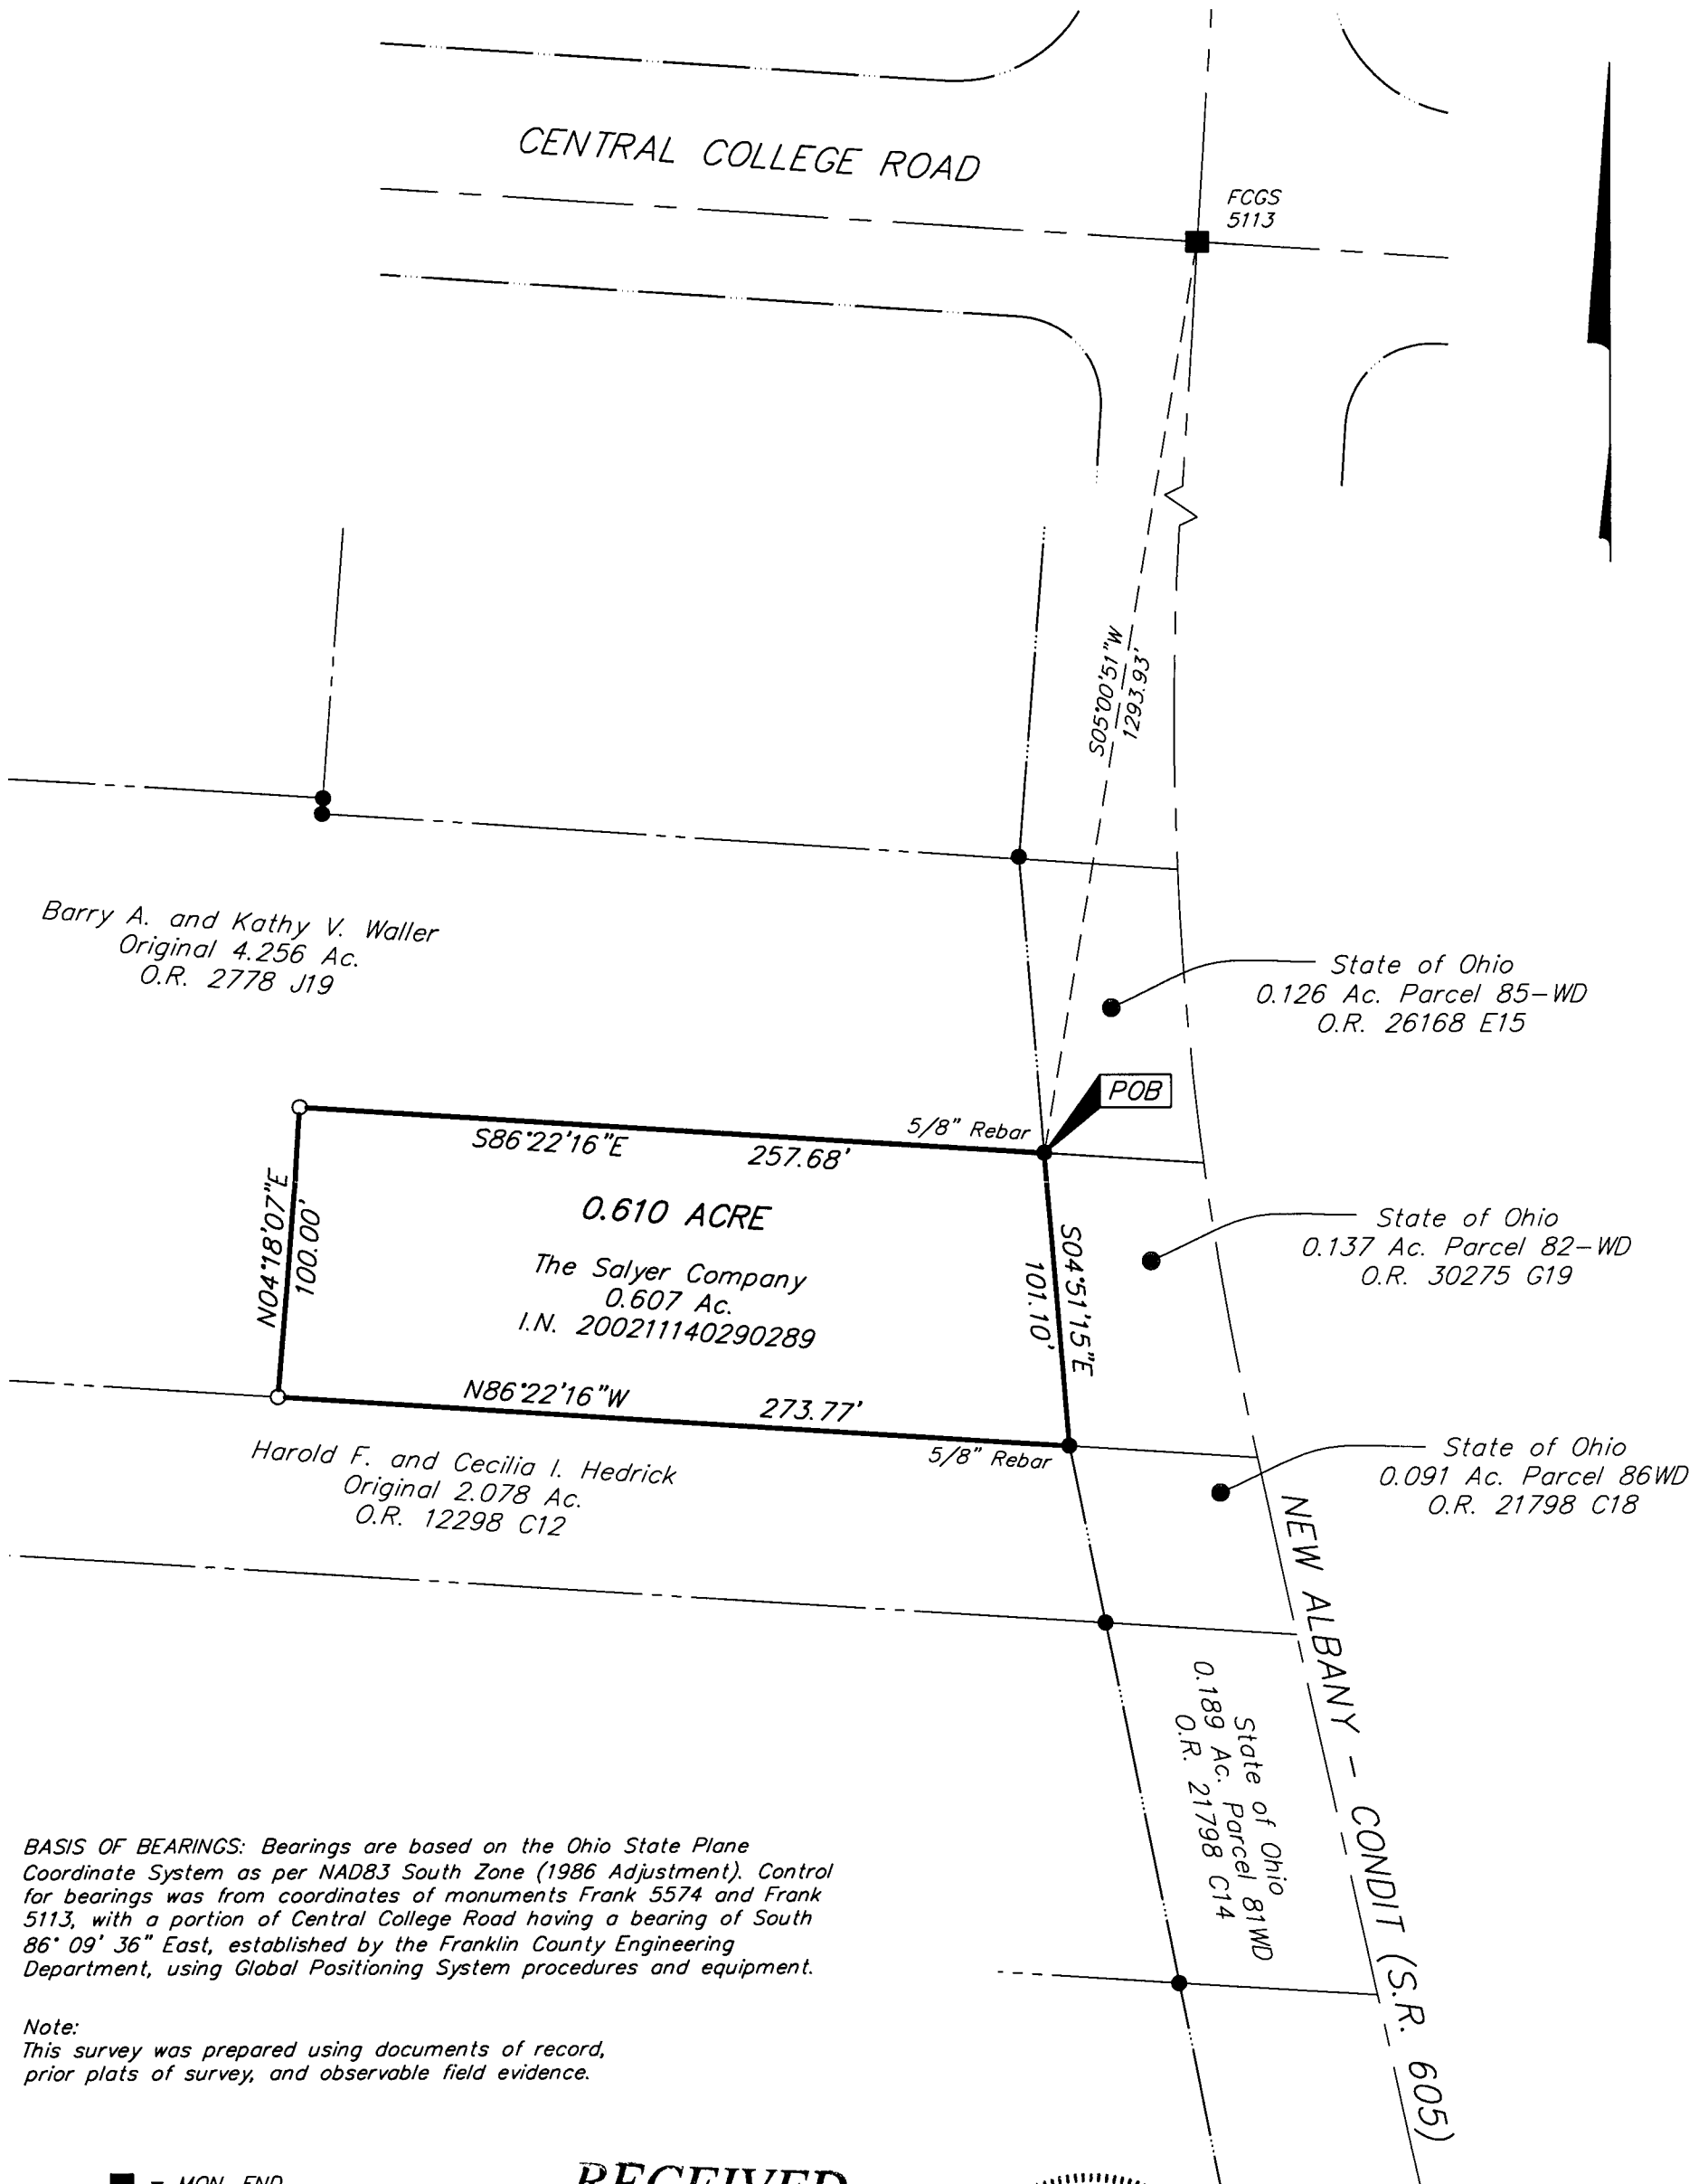 CENTRAL COLLEGE ROAD
FCGS
5113
S05°00'51"W
1293.93'
Barry A. and Kathy V. Waller
Original 4.256 Ac.
O.R. 2778 J19
State of Ohio
0.126 Ac. Parcel 85-WD
O.R. 26168 E15
POB
5/8" Rebar
S86°22'16"E 257.68'
N04°18'07"E
100.00'
0.610 ACRE
The Salyer Company
0.607 Ac.
I.N. 200211140290289
S04°51'15"E
101.10'
State of Ohio
0.137 Ac. Parcel 82-WD
O.R. 30275 G19
N86°22'16"W 273.77'
5/8" Rebar
Harold F. and Cecilia I. Hedrick
Original 2.078 Ac.
O.R. 12298 C12
State of Ohio
0.091 Ac. Parcel 86WD
O.R. 21798 C18
NEW ALBANY - CONDIT (S.R. 605)
State of Ohio
0.189 Ac. Parcel 81WD
O.R. 21798 C14
BASIS OF BEARINGS: Bearings are based on the Ohio State Plane
Coordinate System as per NAD83 South Zone (1986 Adjustment). Control
for bearings was from coordinates of monuments Frank 5574 and Frank
5113, with a portion of Central College Road having a bearing of South
86° 09' 36" East, established by the Franklin County Engineering
Department, using Global Positioning System procedures and equipment.
Note:
This survey was prepared using documents of record,
prior plats of survey, and observable field evidence.
= MON. FND.
RECEIVED